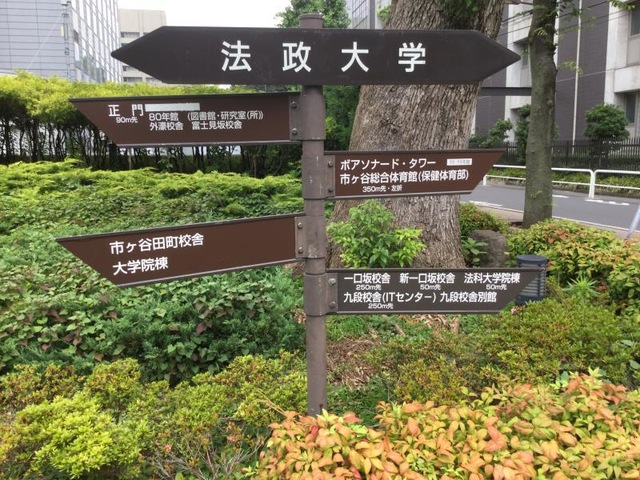 法政大学
正門 80年館 (図書館・研究室(所))
90m先 外濠校舎 富士見坂校舎
ボアソナード・タワー
市ヶ谷総合体育館(保健体育部)
350m先・左折
市ヶ谷田町校舎
大学院棟
一口坂校舎 新一口坂校舎 法科大学院棟
250m先 50m先 50m先
九段校舎(ITセンター) 九段校舎別館
250m先